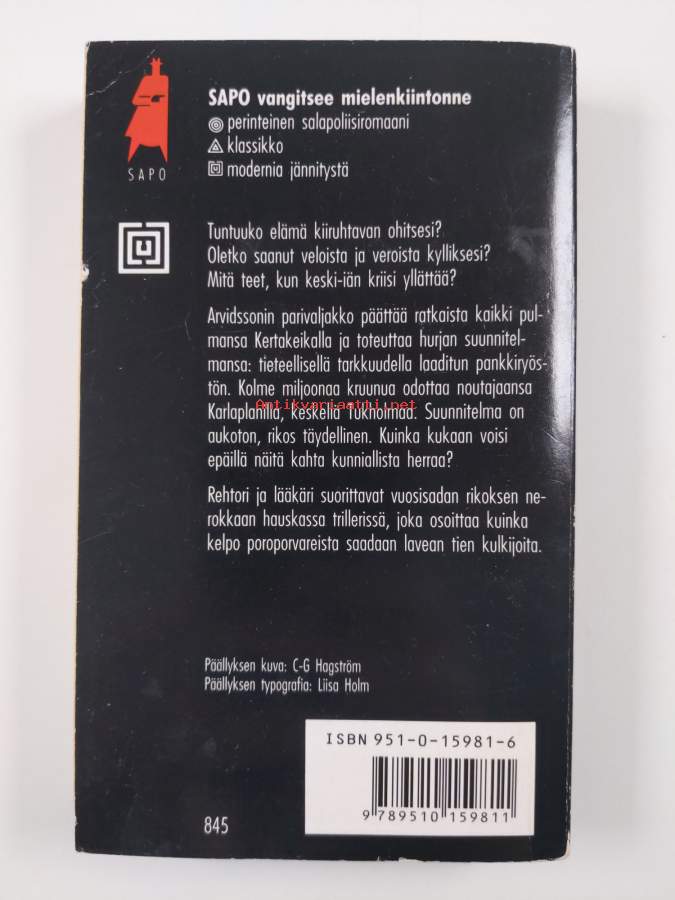 SAPO
SAPO vangitsee mielenkiintonne
perinteinen salapoliisiromaani
klassikko
modernia jännitystä
Tuntuuko elämä kiiruhtavan ohitsesi?
Oletko saanut veloista ja veroista kylliksesi?
Mitä teet, kun keski-iän kriisi yllättää?
Arvidssonin parivaljakko päättää ratkaista kaikki pul-
mansa Kertakeikalla ja toteuttaa hurjan suunnitel-
mansa: tieteellisellä tarkkuudella laaditun pankkiryös-
tön. Kolme miljoonaa kruunua odottaa noutajaansa
Antikvariaatti.net
Karlaplanilla, keskellä Tukholmaa. Suunnitelma on
aukoton, rikos täydellinen. Kuinka kukaan voisi
epäillä näitä kahta kunniallista herraa?
Rehtori ja lääkäri suorittavat vuosisadan rikoksen ne-
rokkaan hauskassa trillerissä, joka osoittaa kuinka
kelpo poroporvareista saadaan lavean tien kulkijoita.
Päällyksen kuva: C-G Hagström
Päällyksen typografia: Liisa Holm
ISBN 951-0-15981-6
9 789510 159811
845